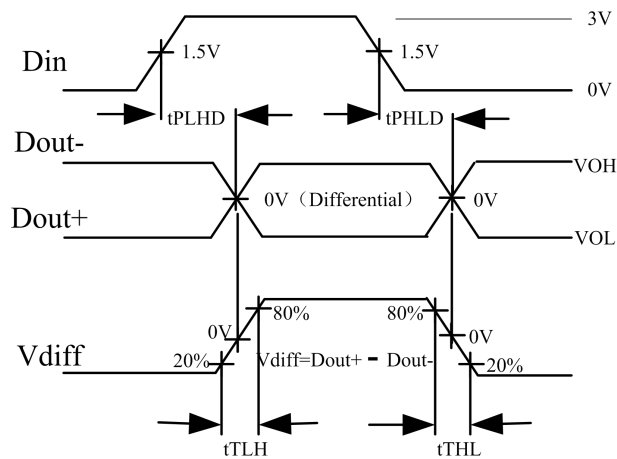 3V
Din
1.5V
1.5V
0V
tPLHD
tPHLD
Dout-
VOH
0V（Differential）
0V
Dout+
VOL
80%
80%
0V
0V
Vdiff
20%
Vdiff=Dout+ - Dout-
20%
tTLH
tTHL